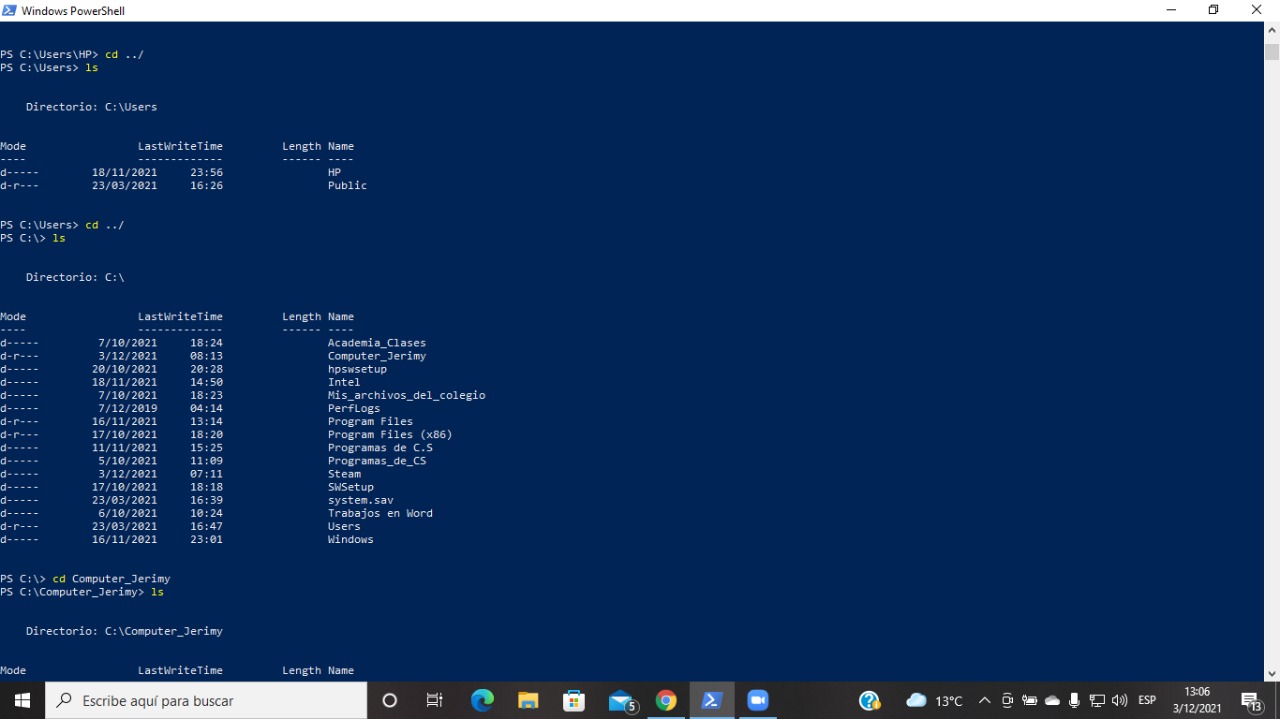 Windows PowerShell
PS C:\Users\HP> cd ../
PS C:\Users> ls
Directorio: C:\Users
Mode LastWriteTime Length Name
---- ------------- ------ ----
d----- 18/11/2021 23:56 HP
d-r--- 23/03/2021 16:26 Public
PS C:\Users> cd ../
PS C:\> ls
Directorio: C:\
Mode LastWriteTime Length Name
---- ------------- ------ ----
d----- 7/10/2021 18:24 Academia_Clases
d-r--- 3/12/2021 08:13 Computer_Jerimy
d----- 20/10/2021 20:28 hpswsetup
d----- 18/11/2021 14:50 Intel
d----- 7/10/2021 18:23 Mis_archivos_del_colegio
d----- 7/12/2019 04:14 PerfLogs
d-r--- 16/11/2021 13:14 Program Files
d-r--- 17/10/2021 18:20 Program Files (x86)
d----- 11/11/2021 15:25 Programas de C.S
d----- 5/10/2021 11:09 Programas_de_CS
d----- 3/12/2021 07:11 Steam
d----- 17/10/2021 18:18 SWSetup
d----- 23/03/2021 16:39 system.sav
d----- 6/10/2021 10:24 Trabajos en Word
d-r--- 23/03/2021 16:47 Users
d----- 16/11/2021 23:01 Windows
PS C:\> cd Computer_Jerimy
PS C:\Computer_Jerimy> ls
Directorio: C:\Computer_Jerimy
Mode LastWriteTime Length Name
Escribe aquí para buscar
5
13°C
ESP
13:06
3/12/2021
13